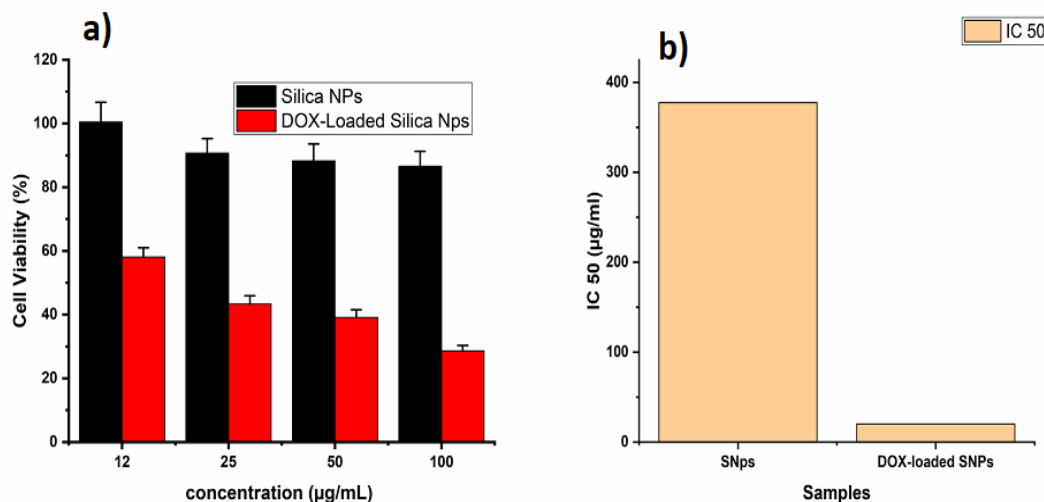 a)
120
100
80
60
40
20
0
Cell Viability (%)
Silica NPs
DOX-Loaded Silica Nps
12 25 50 100
concentration (µg/mL)
b)
IC 50
400
300
200
100
0
IC 50 (µg/ml)
SNps DOX-loaded SNPs
Samples